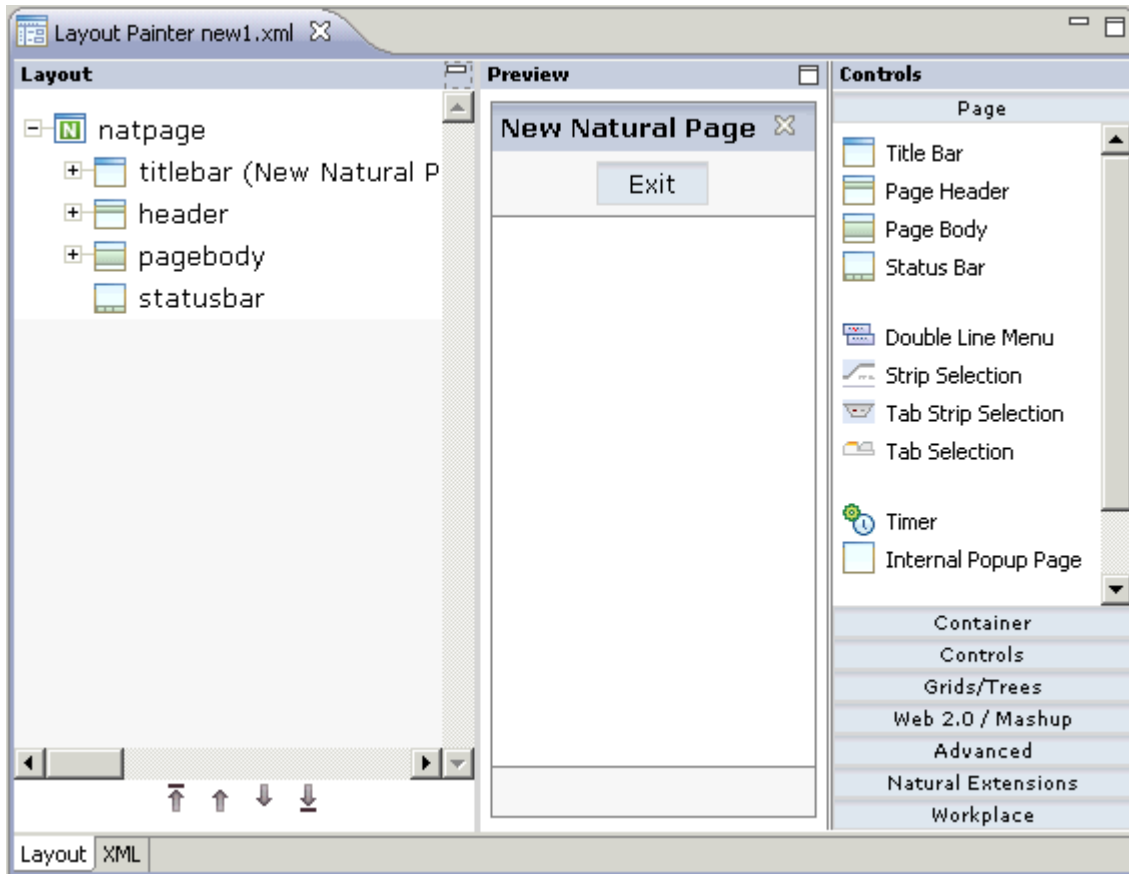 Layout Painter new1.xml
Layout
natpage
titlebar (New Natural P
header
pagebody
statusbar
Preview
New Natural Page
Exit
Controls
Page
Title Bar
Page Header
Page Body
Status Bar
Double Line Menu
Strip Selection
Tab Strip Selection
Tab Selection
Timer
Internal Popup Page
Container
Controls
Grids/Trees
Web 2.0 / Mashup
Advanced
Natural Extensions
Workplace
Layout XML